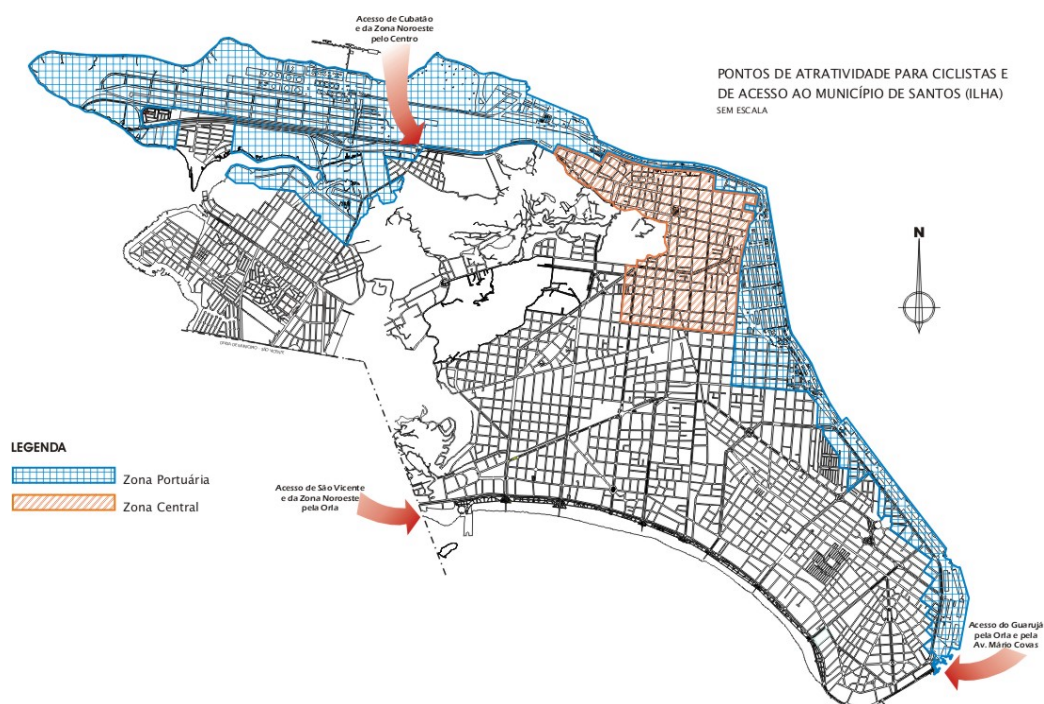 Acesso de Cubatão
e da Zona Noroeste
pelo Centro
PONTOS DE ATRATIVIDADE PARA CICLISTAS E
DE ACESSO AO MUNICÍPIO DE SANTOS (ILHA)
SEM ESCALA
N
LEGENDA
Zona Portuária
Zona Central
Acesso de São Vicente
e da Zona Noroeste
pela Orla
Acesso do Guarujá
pela Orla e pela
Av. Mário Covas